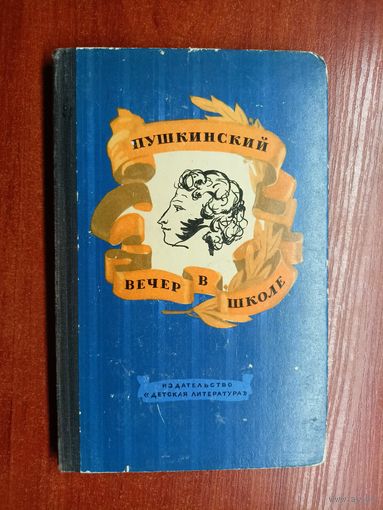 ПУШКИНСКИЙ
ВЕЧЕР В ШКОЛЕ
ИЗДАТЕЛЬСТВО
«ДЕТСКАЯ ЛИТЕРАТУРА»